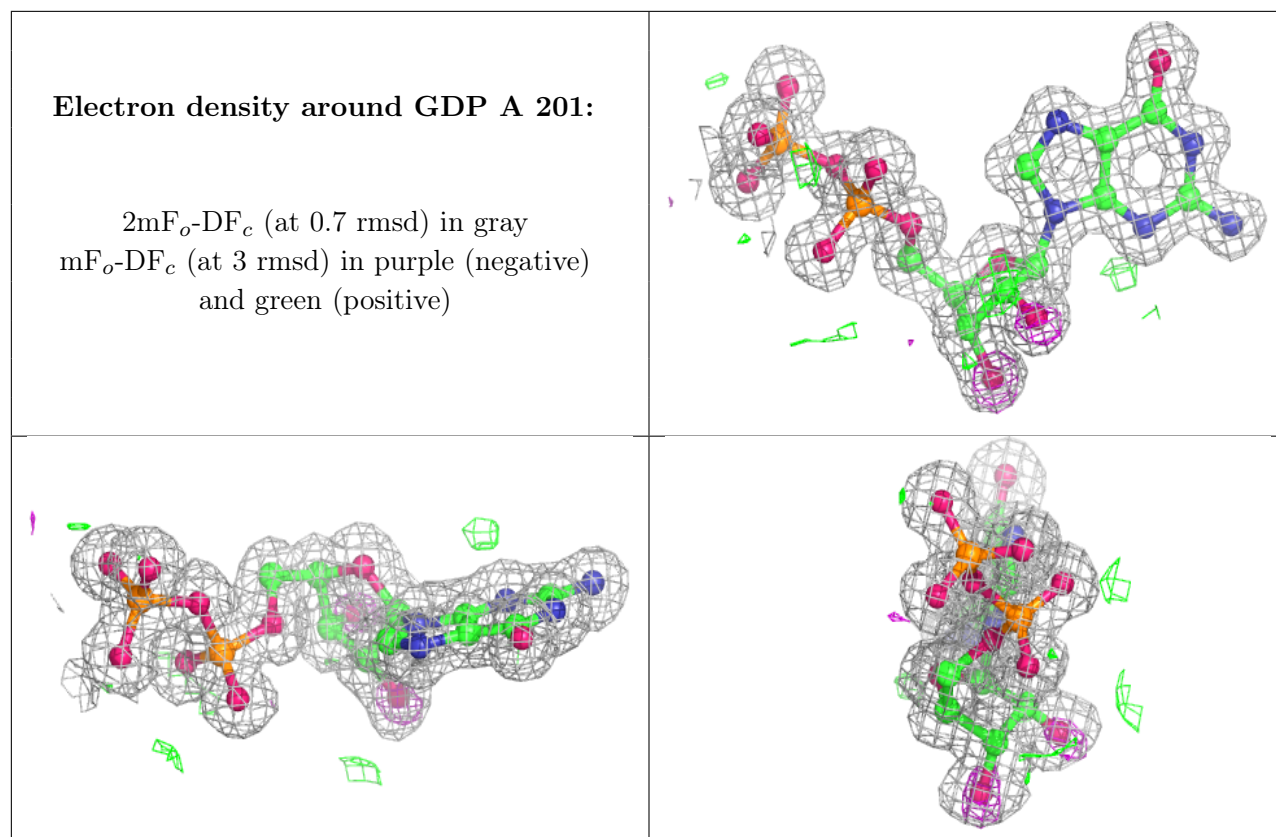 Electron density around GDP A 201:
2mFₒ-DF𝒸 (at 0.7 rmsd) in gray
mFₒ-DF𝒸 (at 3 rmsd) in purple (negative)
and green (positive)